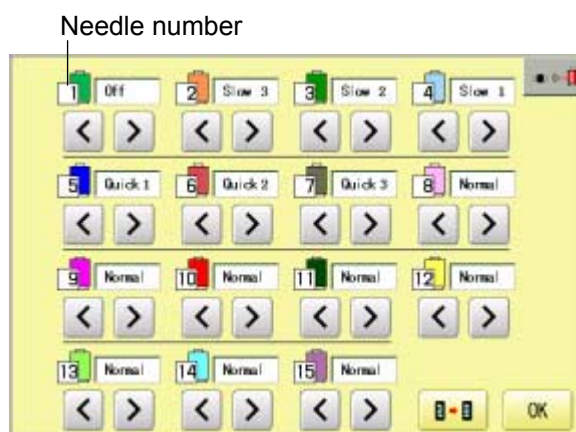 Needle number
1 Off 2 Slow 3 3 Slow 2 4 Slow 1
5 Quick 1 6 Quick 2 7 Quick 3 8 Normal
9 Normal 10 Normal 11 Normal 12 Normal
13 Normal 14 Normal 15 Normal
OK